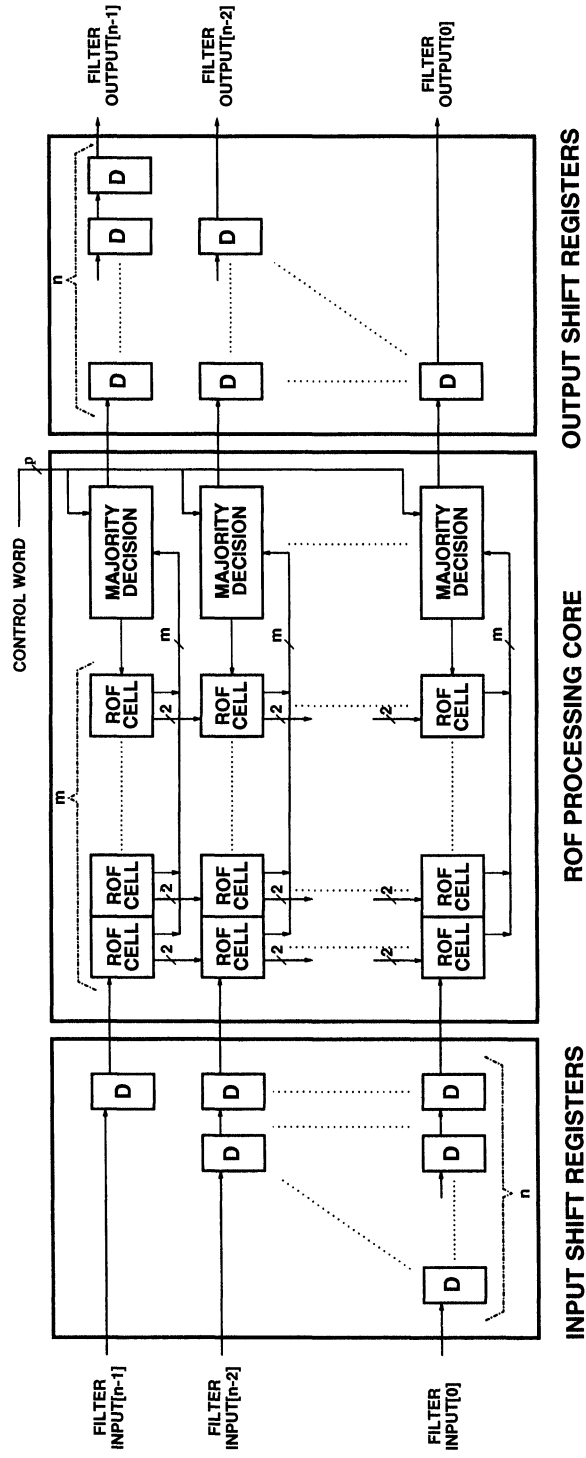 FILTER
INPUT[n-1]
FILTER
INPUT[n-2]
FILTER
INPUT[0]
D
D
D
D
D
D
n
INPUT SHIFT REGISTERS
CONTROL WORD
p
m
ROF
CELL
ROF
CELL
ROF
CELL
MAJORITY
DECISION
2
2
2
m
ROF
CELL
ROF
CELL
ROF
CELL
MAJORITY
DECISION
2
2
2
m
2
2
2
ROF
CELL
ROF
CELL
ROF
CELL
MAJORITY
DECISION
m
ROF PROCESSING CORE
n
D
D
D
D
D
D
FILTER
OUTPUT[n-1]
FILTER
OUTPUT[n-2]
FILTER
OUTPUT[0]
OUTPUT SHIFT REGISTERS